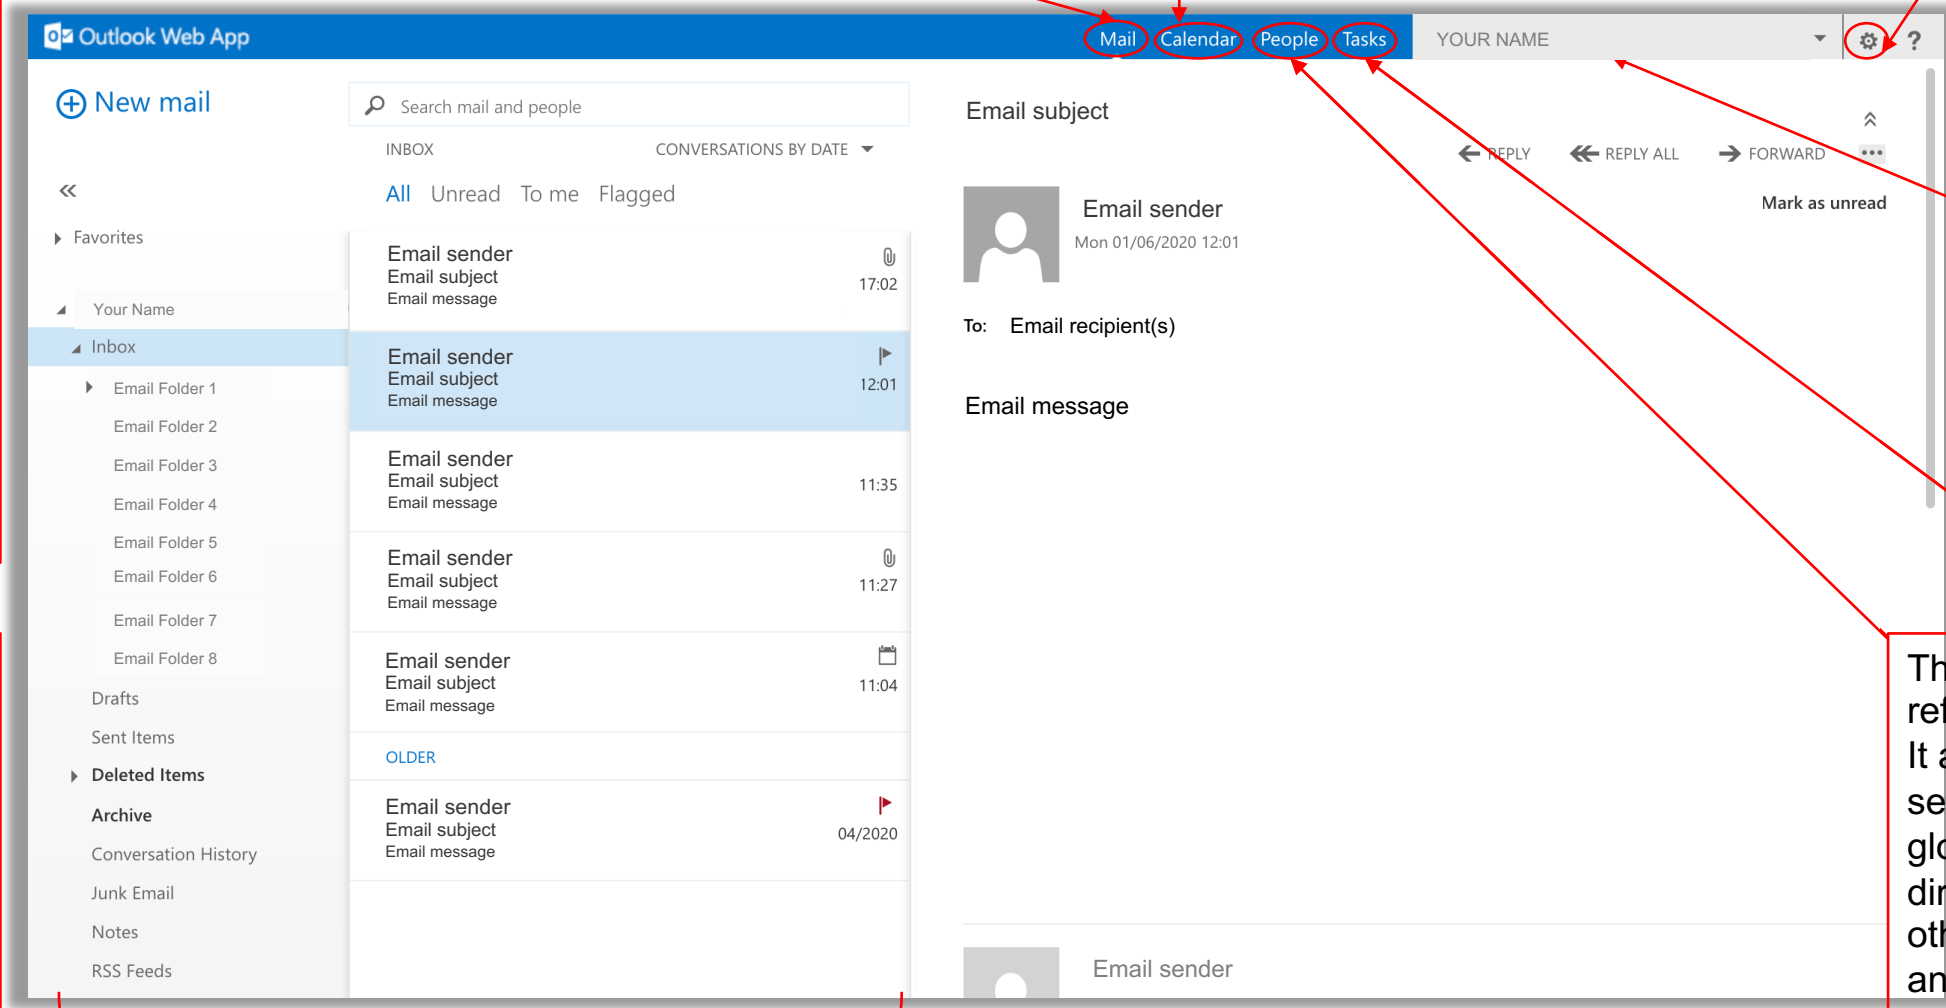 Outlook Web App
Mail Calendar People Tasks YOUR NAME ?
New mail
Search mail and people
INBOX CONVERSATIONS BY DATE
All Unread To me Flagged
Favorites
Your Name
Inbox
Email Folder 1
Email Folder 2
Email Folder 3
Email Folder 4
Email Folder 5
Email Folder 6
Email Folder 7
Email Folder 8
Drafts
Sent Items
Deleted Items
Archive
Conversation History
Junk Email
Notes
RSS Feeds
Email sender
Email subject
17:02
Email message
Email sender
Email subject
12:01
Email message
Email sender
Email subject
11:35
Email message
Email sender
Email subject
11:27
Email message
Email sender
Email subject
11:04
Email message
OLDER
Email sender
Email subject
04/2020
Email message
Email subject
REPLY REPLY ALL FORWARD
Mark as unread
Email sender
Mon 01/06/2020 12:01
To: Email recipient(s)
Email message
Email sender
It